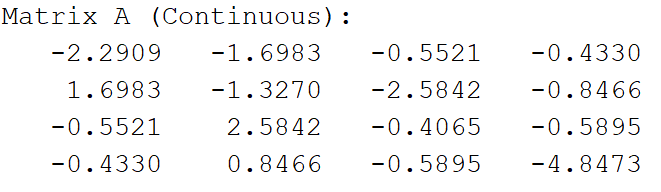 Matrix A (Continuous):
-2.2909 -1.6983 -0.5521 -0.4330
1.6983 -1.3270 -2.5842 -0.8466
-0.5521 2.5842 -0.4065 -0.5895
-0.4330 0.8466 -0.5895 -4.8473